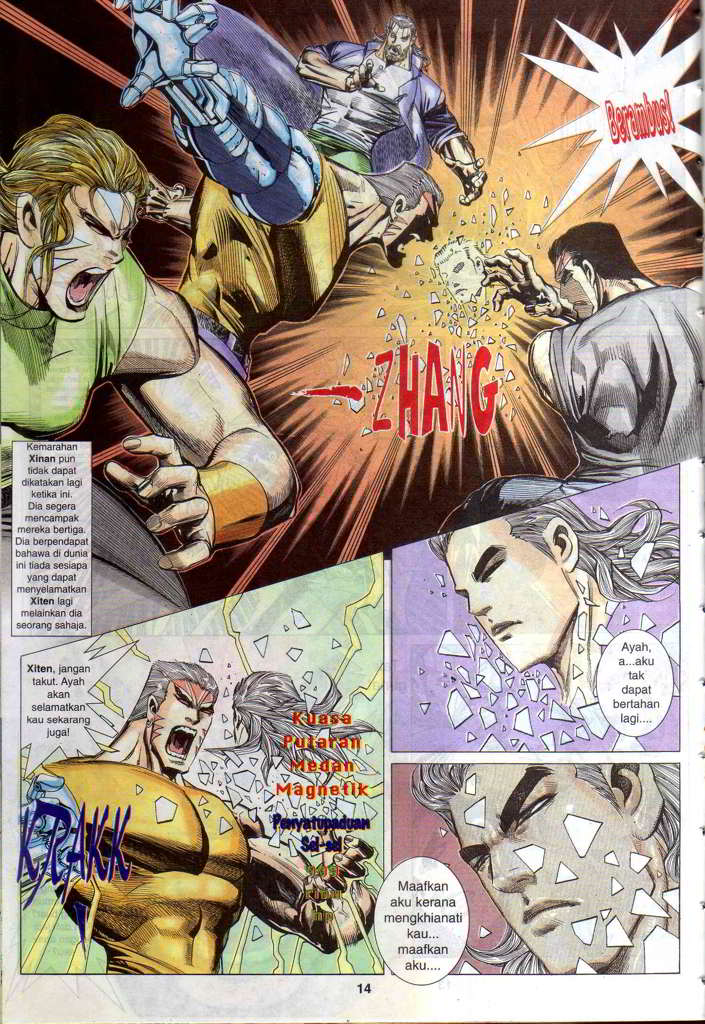 Berambus!
ZHANG
Kemarahan
Xinan pun
tidak dapat
dikatakan lagi
ketika ini.
Dia segera
mencampak
mereka bertiga.
Dia berpendapat
bahawa di dunia
ini tiada sesiapa
yang dapat
menyelamatkan
Xiten lagi
melainkan dia
seorang sahaja.
Ayah,
a...aku
tak
dapat
bertahan
lagi....
Xiten, jangan
takut. Ayah
akan
selamatkan
kau sekarang
juga!
Kuasa
Putaran
Medan
Magnetik
Penyatupaduan
Sel-sel
KRAKK
Maafkan
aku kerana
mengkhianati
kau...
maafkan
aku....
14